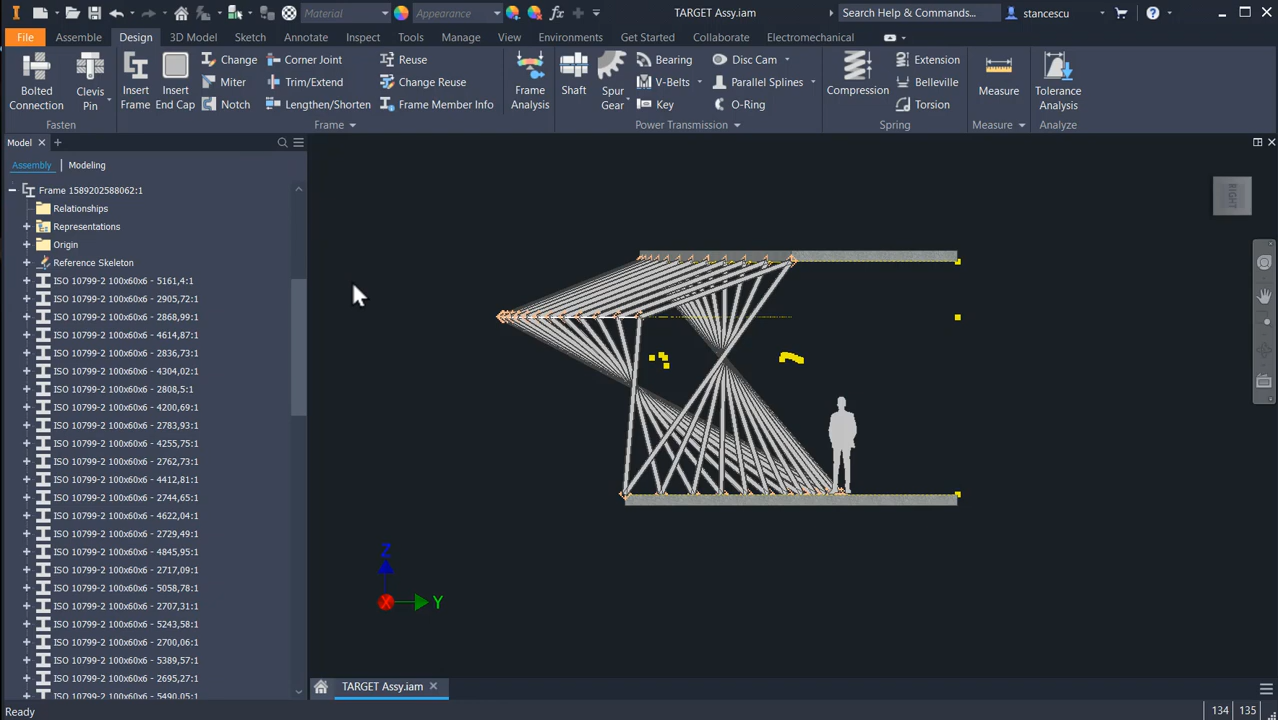 Material
Appearance
TARGET Assy.iam
Search Help & Commands...
stancescu
File
Assembly
Design
3D Model
Sketch
Annotate
Inspect
Tools
Manage
View
Environments
Get Started
Collaborate
Electromechanical
Bolted Connection
Clevis Pin
Fasten
Insert Frame
Insert End Cap
Change
Miter
Notch
Corner Joint
Trim/Extend
Lengthen/Shorten
Reuse
Change Reuse
Frame Member Info
Frame
Frame Analysis
Shaft
Spur Gear
Bearing
V-Belts
Key
Disc Cam
Parallel Splines
O-Ring
Power Transmission
Compression
Extension
Belleville
Torsion
Spring
Measure
Measure
Tolerance Analysis
Analyze
Model
Assembly
Modeling
Frame 1589202588062:1
Relationships
Representations
Origin
Reference Skeleton
ISO 10799-2 100x60x6 - 5161,4:1
ISO 10799-2 100x60x6 - 2905,72:1
ISO 10799-2 100x60x6 - 2868,99:1
ISO 10799-2 100x60x6 - 4614,87:1
ISO 10799-2 100x60x6 - 2836,73:1
ISO 10799-2 100x60x6 - 4304,02:1
ISO 10799-2 100x60x6 - 2808,5:1
ISO 10799-2 100x60x6 - 4200,69:1
ISO 10799-2 100x60x6 - 2783,93:1
ISO 10799-2 100x60x6 - 4255,75:1
ISO 10799-2 100x60x6 - 2762,73:1
ISO 10799-2 100x60x6 - 4412,81:1
ISO 10799-2 100x60x6 - 2744,65:1
ISO 10799-2 100x60x6 - 4622,04:1
ISO 10799-2 100x60x6 - 2729,49:1
ISO 10799-2 100x60x6 - 4845,95:1
ISO 10799-2 100x60x6 - 2717,09:1
ISO 10799-2 100x60x6 - 5058,78:1
ISO 10799-2 100x60x6 - 2707,31:1
ISO 10799-2 100x60x6 - 5243,58:1
ISO 10799-2 100x60x6 - 2700,06:1
ISO 10799-2 100x60x6 - 5389,57:1
ISO 10799-2 100x60x6 - 2695,27:1
ISO 10799-2 100x60x6 - 5490,05:1
RIGHT
Z
X
Y
TARGET Assy.iam
Ready
134 135